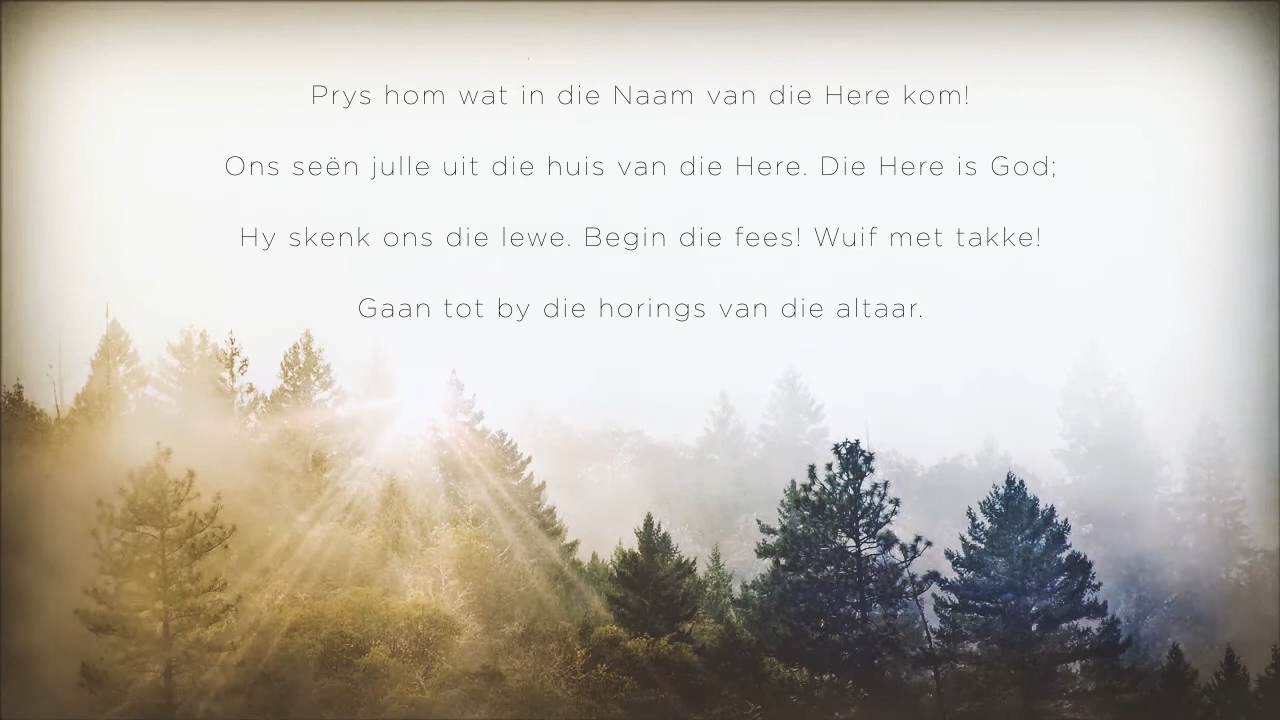 Prys hom wat in die Naam van die Here kom!
Ons seën julle uit die huis van die Here. Die Here is God;
Hy skenk ons die lewe. Begin die fees! Wuif met takke!
Gaan tot by die horings van die altaar.